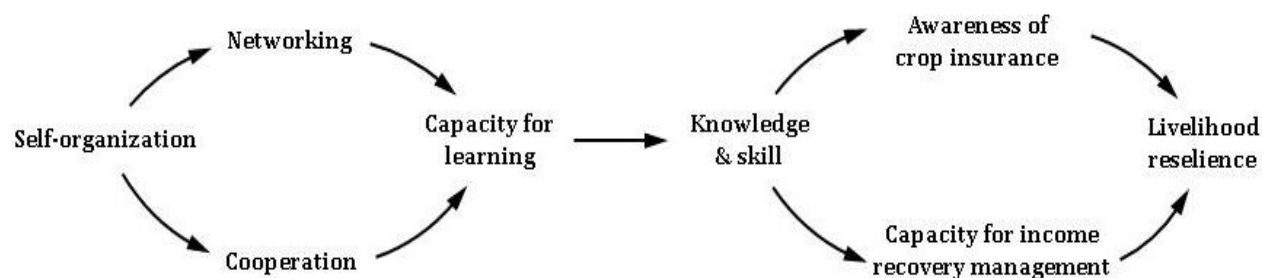 Networking
Awareness of
crop insurance
Self-organization
Capacity for
learning
Knowledge
& skill
Livelihood
reselience
Cooperation
Capacity for income
recovery management